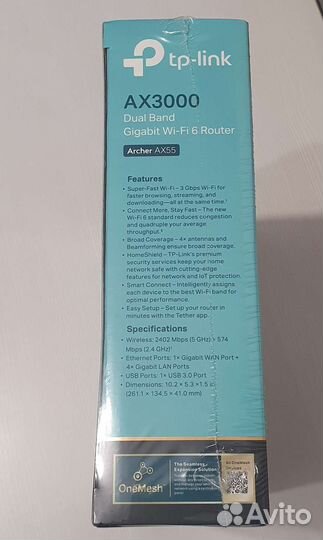 tp-link
AX3000
Dual Band
Gigabit Wi-Fi 6 Router
Archer AX55
Features
• Super-Fast Wi-Fi – 3 Gbps Wi-Fi for
faster browsing, streaming, and
downloading—all at the same time.†
• Connect More, Stay Fast – The new
Wi-Fi 6 standard reduces congestion
and quadruple your average
throughput.
• Broad Coverage – 4× antennas and
Beamforming ensure broad coverage.
• HomeShield – TP-Link's premium
security services keep your home
network safe with cutting-edge
features for network and IoT protection.
• Smart Connect – Intelligently assigns
each device to the best Wi-Fi band for
optimal performance.
• Easy Setup – Set up your router in
minutes with the Tether app.
Specifications
• Wireless: 2402 Mbps (5 GHz) + 574
Mbps (2.4 GHz)†
• Ethernet Ports: 1× Gigabit WAN Port +
4× Gigabit LAN Ports
• USB Ports: 1× USB 3.0 Port
• Dimensions: 10.2 × 5.3 ×1.5 in
(261.1 × 134.5 × 41.0 mm)
OneMesh
The Seamless
Expansion Solution
All OneMesh
Devices
Avito